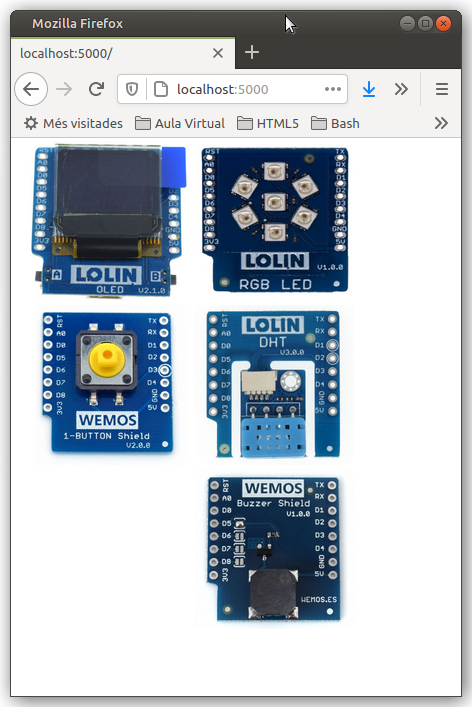 Mozilla Firefox
localhost:5000/
localhost:5000
Més visitades Aula Virtual HTML5 Bash
RST TX
A0 RX
D0 D1
D5 D2
D6 D3
D7 D4
D8 GND
3V3 5V
A LOLIN B
OLED V2.1.0
RST TX
A0 RX
D0 D1
D5 D2
D6 D3
D7 D4
D8 GND
3V3 5V
LOLIN V1.0.0
RGB LED
RST TX
A0 RX
D0 D1
D5 D2
D6 D3
D7 D4
D8 GND
3V3 5V
WEMOS
1-BUTTON Shield
V2.0.0
LOLIN
DHT
V3.0.0
RST TX
A0 RX
D0 D1
D5 D2
D6 D3
D7 D4
D8 GND
3V3 5V
WEMOS
Buzzer Shield
V1.0.0
RST TX
A0 RX
D0 D1
D5 D2
D6 D3
D7 D4
D8 GND
3V3 5V
WEMOS.ES